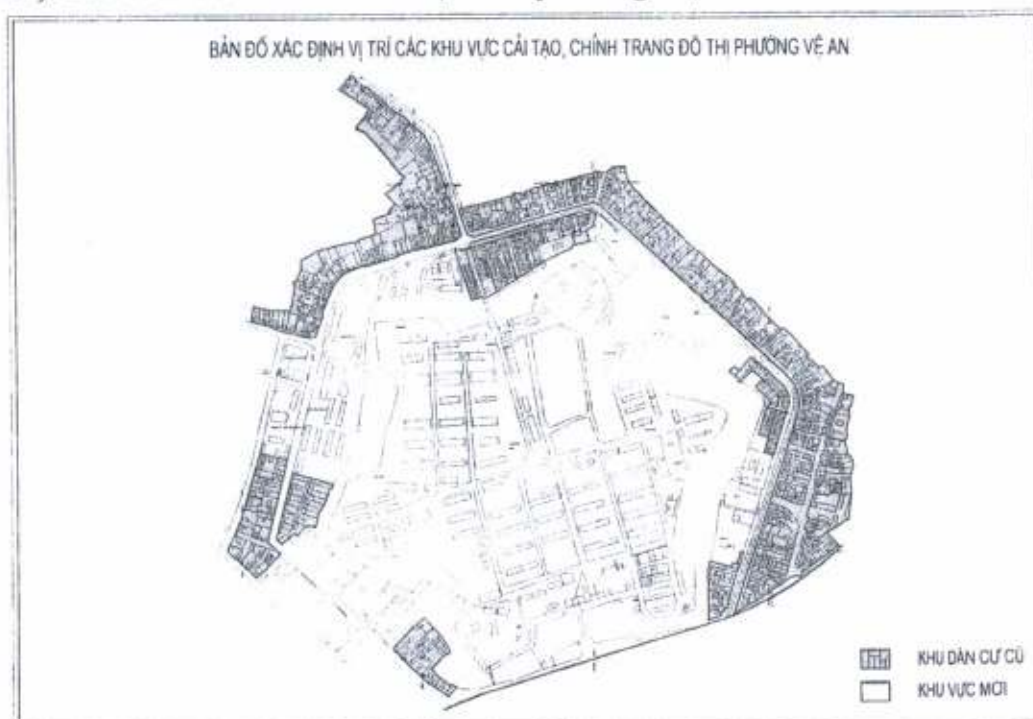 BẢN ĐỒ XÁC ĐỊNH VỊ TRÍ CÁC KHU VỰC CẢI TẠO, CHỈNH TRANG ĐÔ THỊ PHƯỜNG VỆ AN
KHU DÂN CƯ CŨ
KHU VỰC MỚI